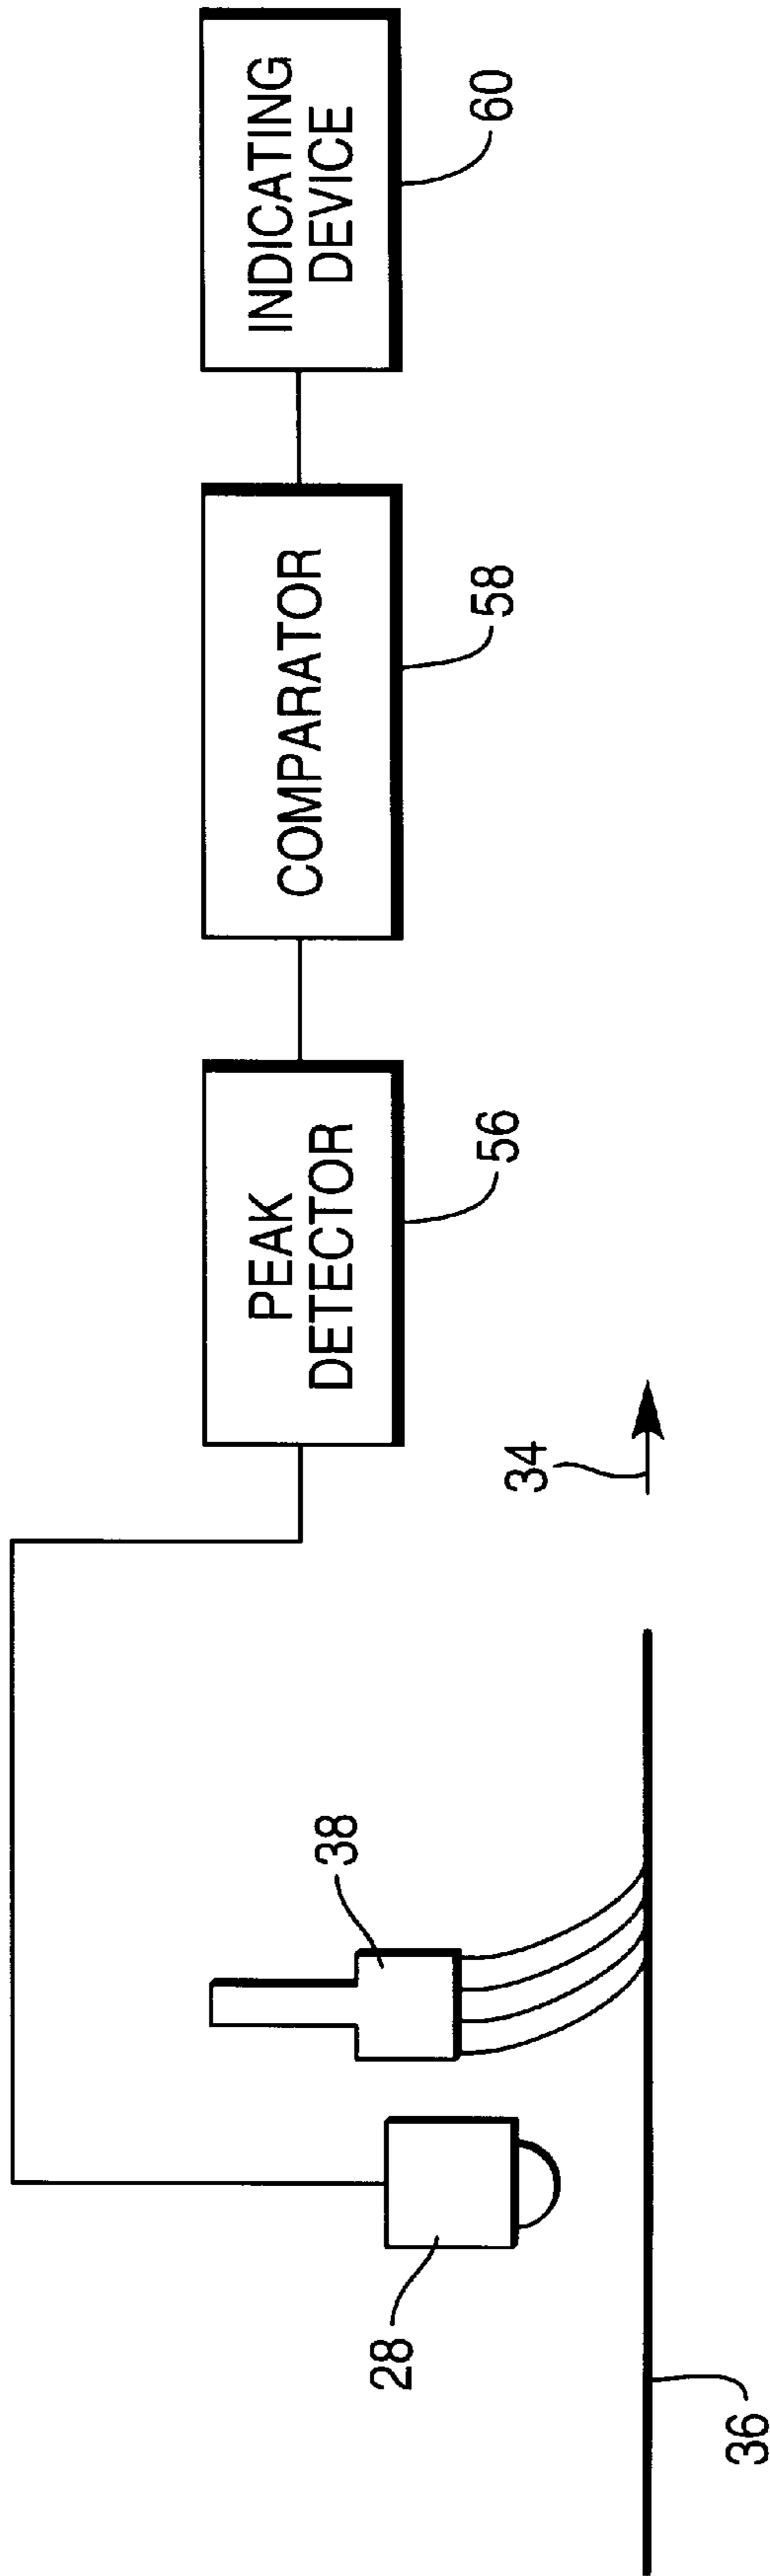 PEAK
DETECTOR
56
COMPARATOR
58
INDICATING
DEVICE
60
34
38
28
36